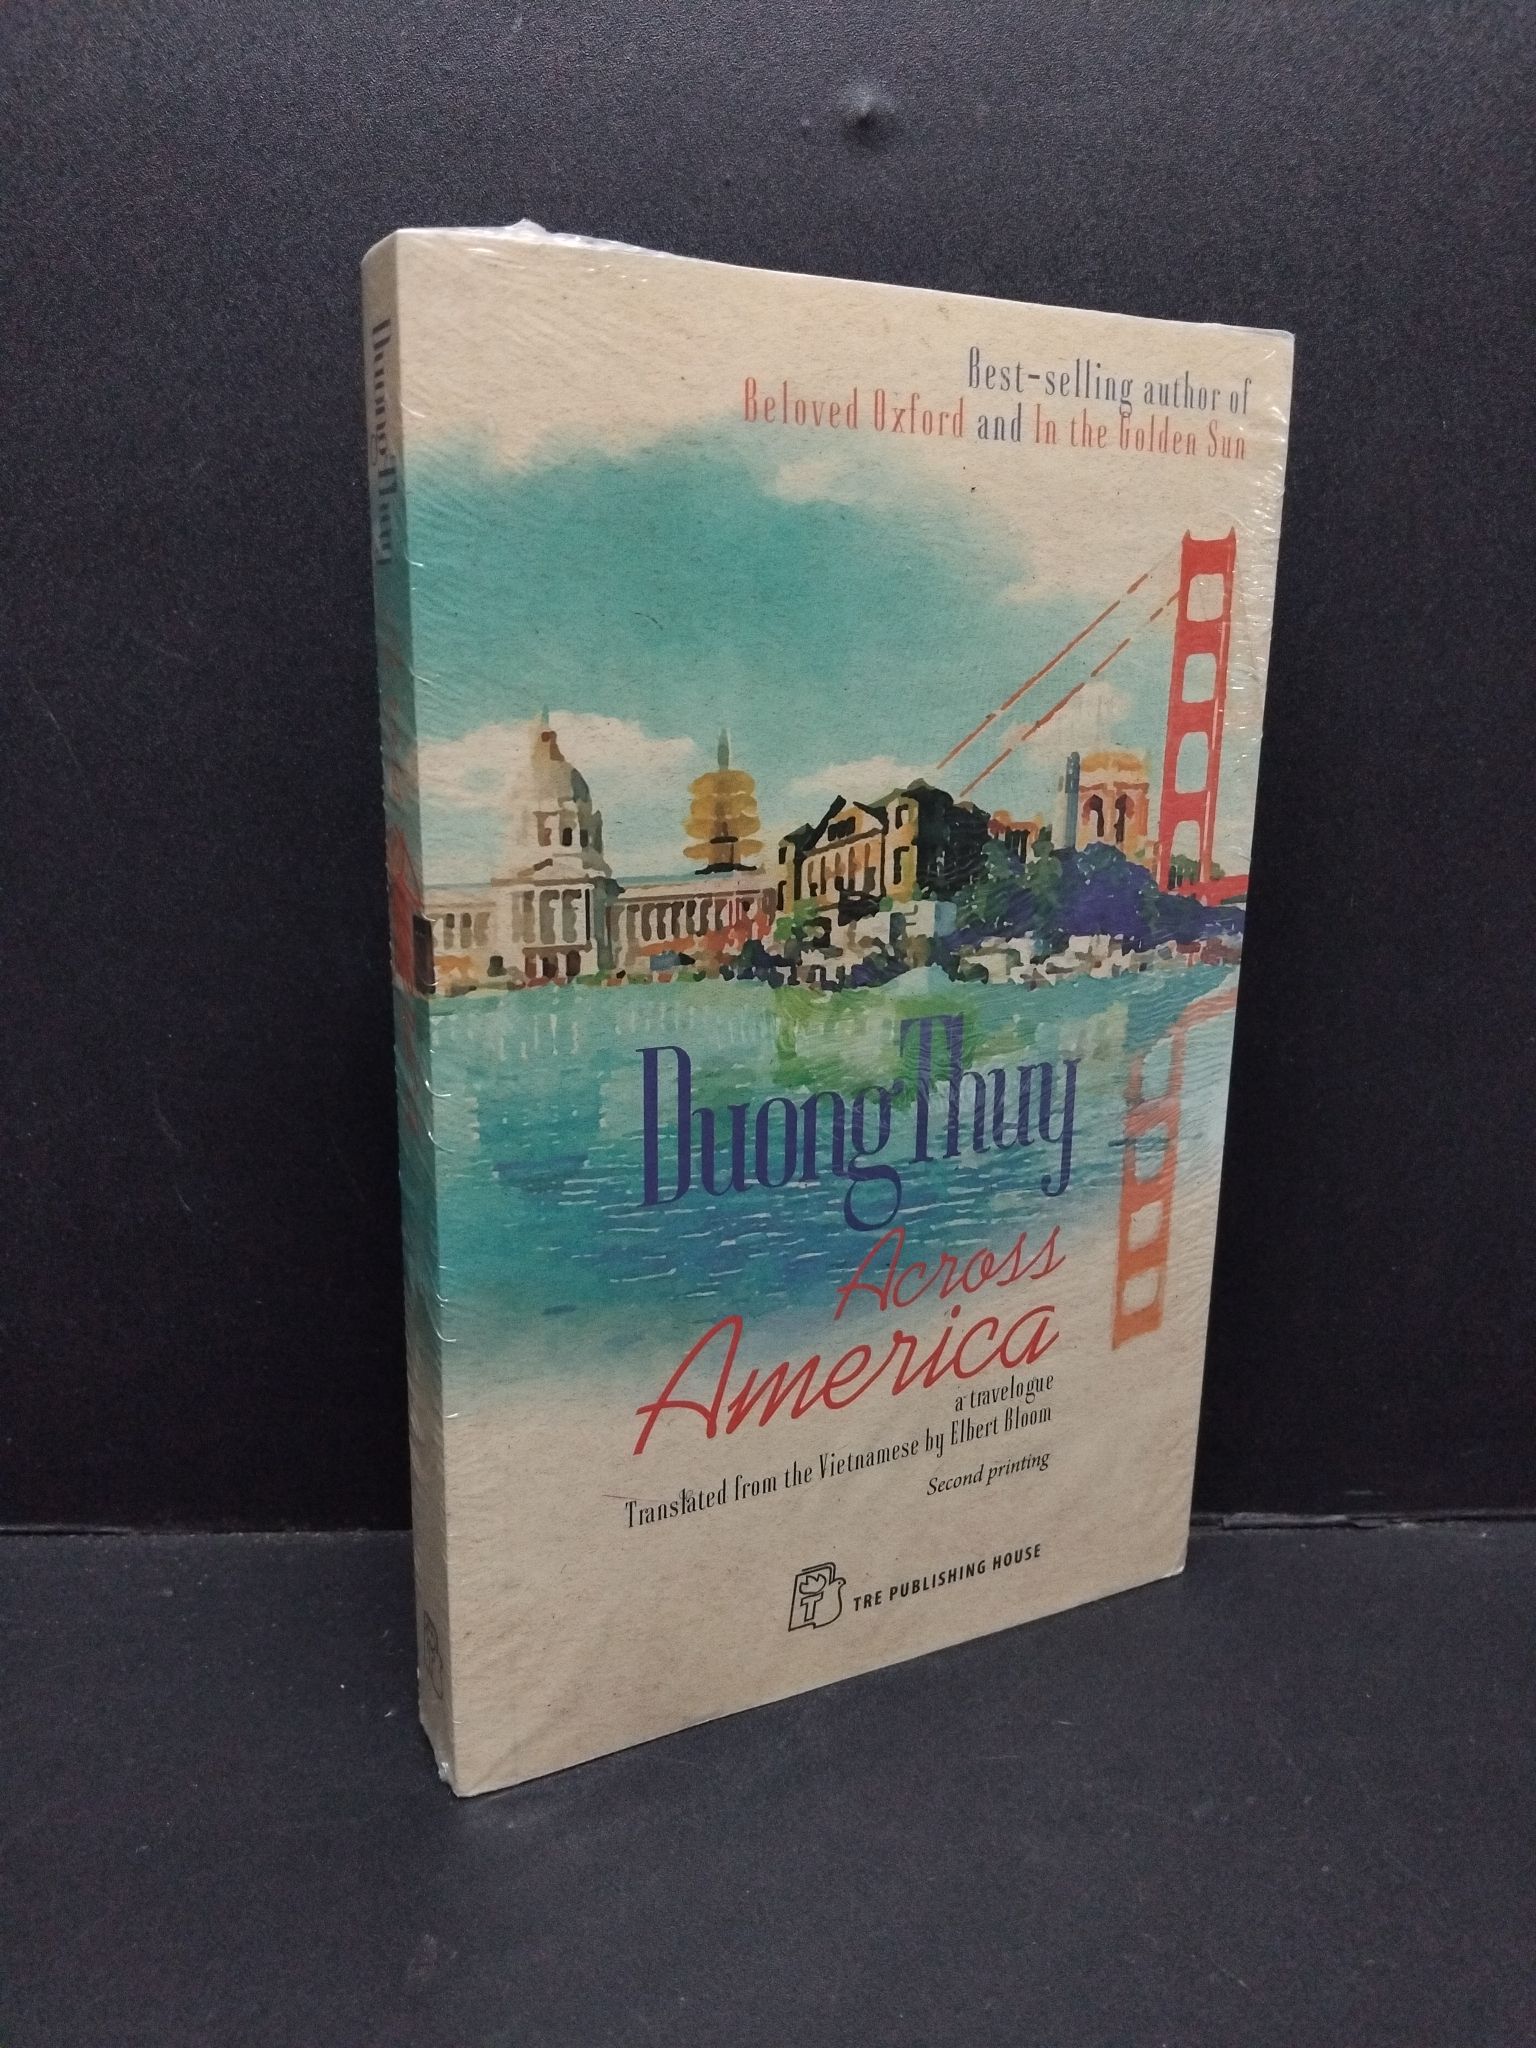 Best-selling author of
Beloved Oxford and In the Golden Sun
Duong Thuy
Across
America
a travelogue
Translated from the Vietnamese by Elbert Bloom
Second printing
TRE PUBLISHING HOUSE
Duong Thuy